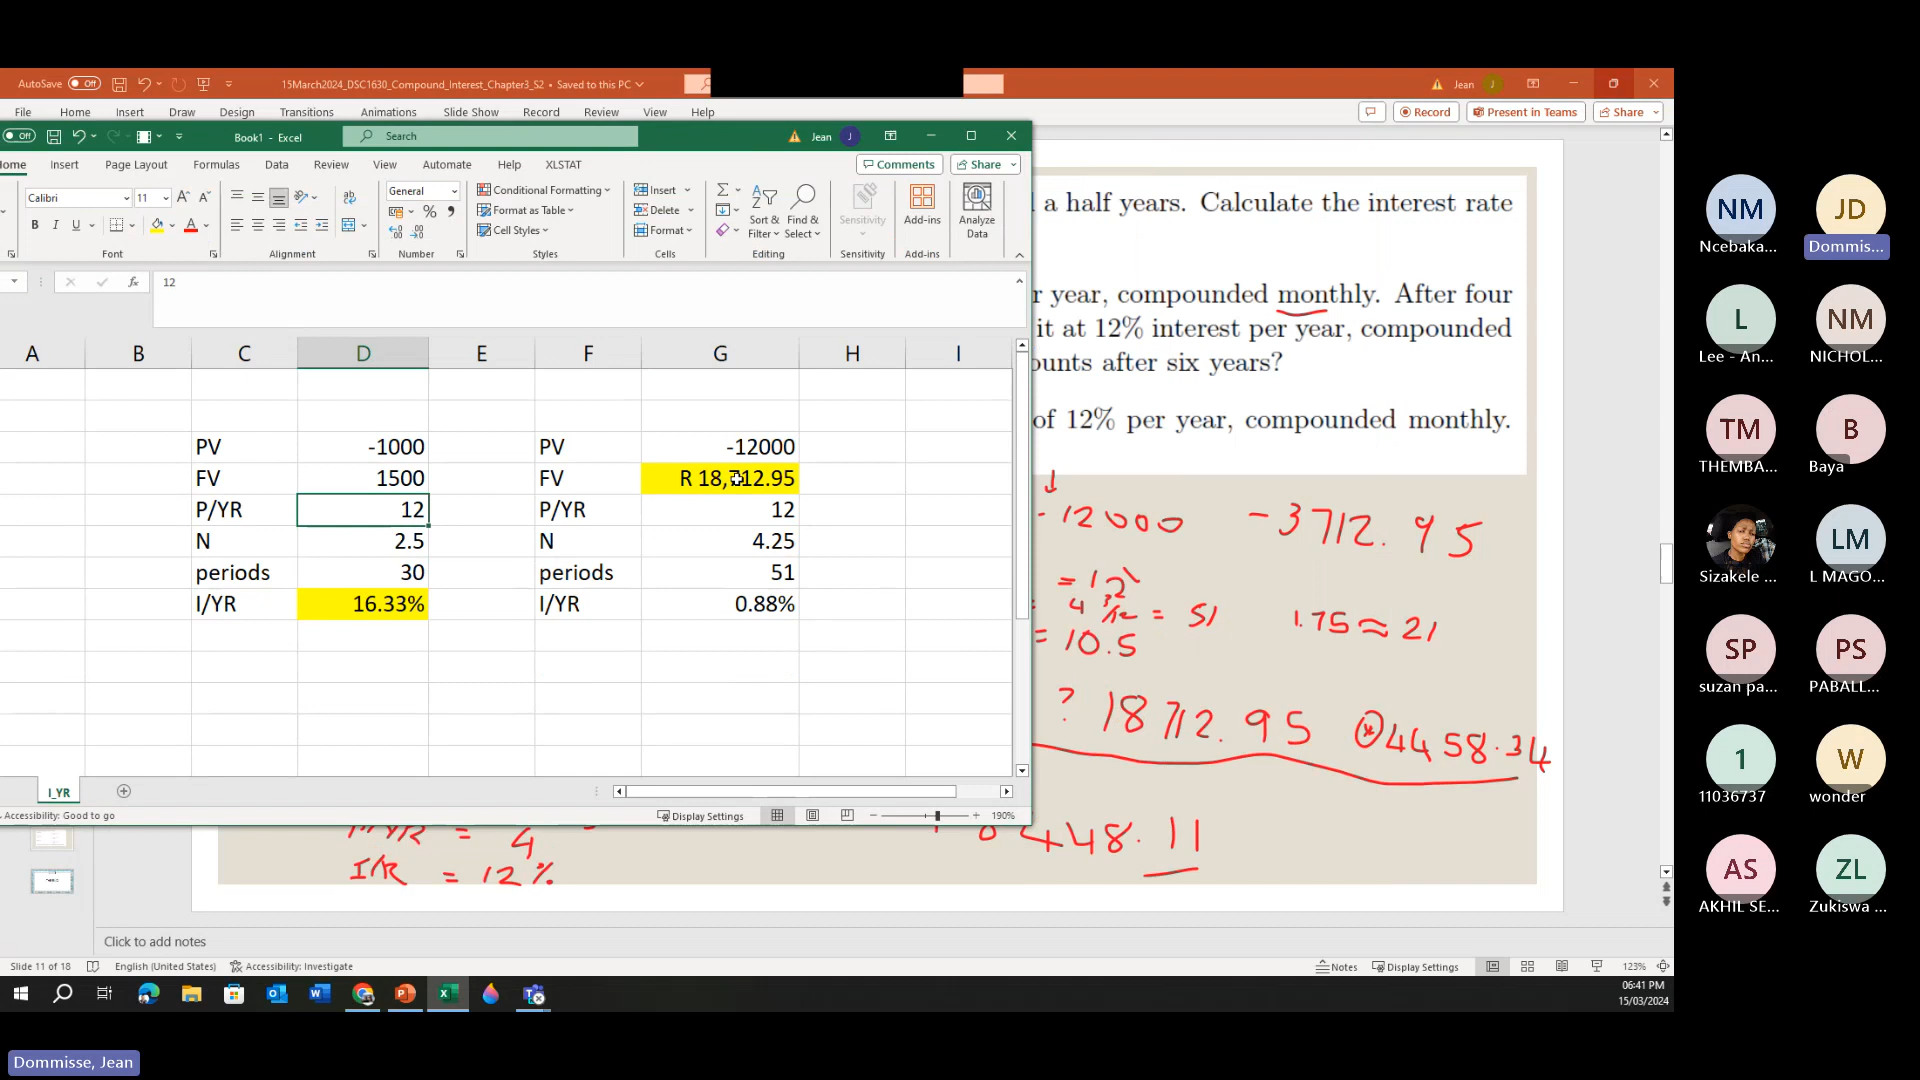 AutoSave Off
15March2024_DSC1630_Compound_Interest_Chapter3_S2 • Saved to this PC
Jean J
File Home Insert Draw Design Transitions Animations Slide Show Record Review View Help
Record Present in Teams Share
Off
Book1 - Excel
Search
Jean J
Home Insert Page Layout Formulas Data Review View Automate Help XLSTAT
Comments Share
Calibri 11
B I U
Font
Alignment
General
Number
Conditional Formatting
Format as Table
Cell Styles
Styles
Insert
Delete
Format
Cells
Sort & Filter
Find & Select
Editing
Sensitivity
Sensitivity
Add-ins
Add-ins
Analyze Data
fx 12
A B C D E F G H I
PV -1000 PV -12000
FV 1500 FV R 18,712.95
P/YR 12 P/YR 12
N 2.5 N 4.25
periods 30 periods 51
I/YR 16.33% I/YR 0.88%
I_YR
Accessibility: Good to go
Display Settings
190%
a half years. Calculate the interest rate
r year, compounded monthly. After four
it at 12% interest per year, compounded
ounts after six years?
of 12% per year, compounded monthly.
-12000 -3712.95
= 12
4 3/12 = 51 1.75 ≈ 21
= 10.5
? 18712.95 4458.34
= 4
I/R = 12%
448.11
Click to add notes
Slide 11 of 18 English (United States) Accessibility: Investigate
Notes Display Settings 123%
06:41 PM
15/03/2024
NM
Ncebaka...
JD
Dommis...
L
Lee - An...
NM
NICHOL...
TM
THEMBA...
B
Baya
Sizakele ...
LM
L MAGO...
SP
suzan pa...
PS
PABALL...
1
11036737
W
wonder
AS
AKHIL SE...
ZL
Zukiswa ...
Dommisse, Jean